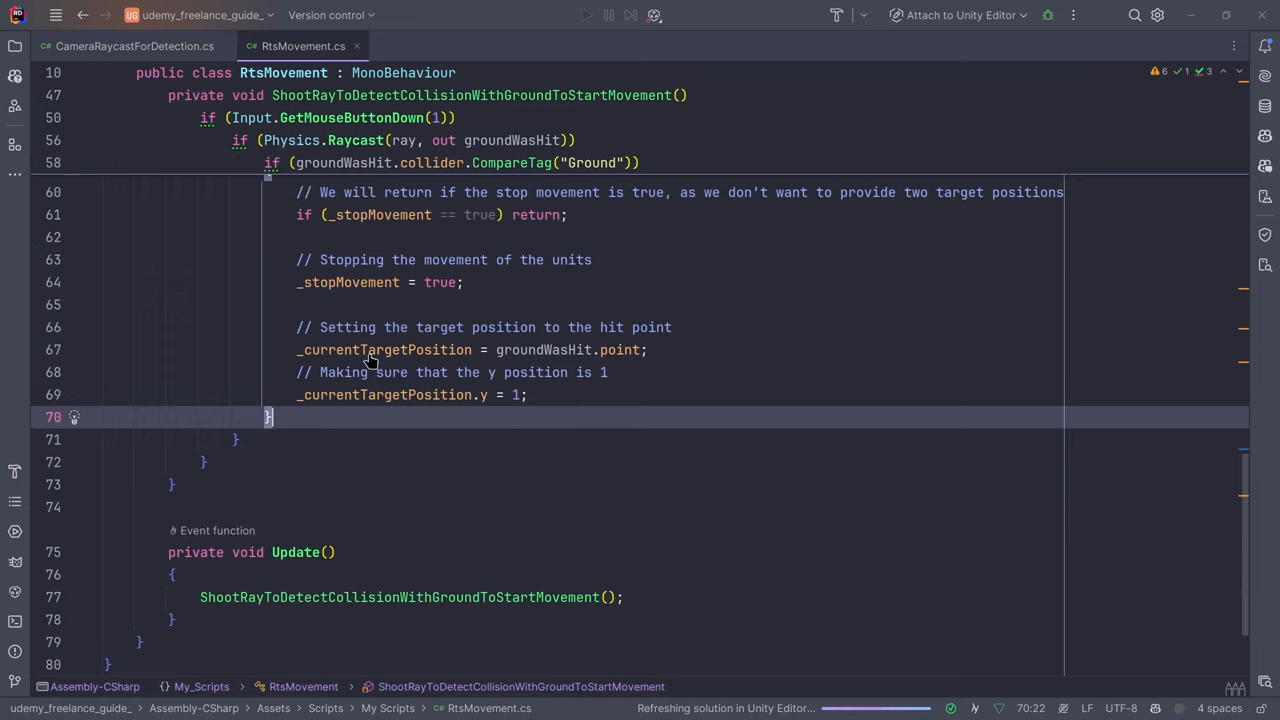 UG udemy_freelance_guide_ Version control Attach to Unity Editor
CameraRaycastForDetection.cs RtsMovement.cs
10 public class RtsMovement : MonoBehaviour
6 1 3
47 private void ShootRayToDetectCollisionWithGroundToStartMovement()
50 if (Input.GetMouseButtonDown(1))
56 if (Physics.Raycast(ray, out groundWasHit))
58 if (groundWasHit.collider.CompareTag("Ground"))
60 // We will return if the stop movement is true, as we don't want to provide two target positions
61 if (_stopMovement == true) return;
62
63 // Stopping the movement of the units
64 _stopMovement = true;
65
66 // Setting the target position to the hit point
67 _currentTargetPosition = groundWasHit.point;
68 // Making sure that the y position is 1
69 _currentTargetPosition.y = 1;
70 }
71 }
72 }
73 }
74
Event function
75 private void Update()
76 {
77 ShootRayToDetectCollisionWithGroundToStartMovement();
78 }
79 }
80 }
Assembly-CSharp {} My_Scripts RtsMovement ShootRayToDetectCollisionWithGroundToStartMovement
udemy_freelance_guide_ Assembly-CSharp Assets Scripts My Scripts RtsMovement.cs Refreshing solution in Unity Editor... 70:22 LF UTF-8 4 spaces